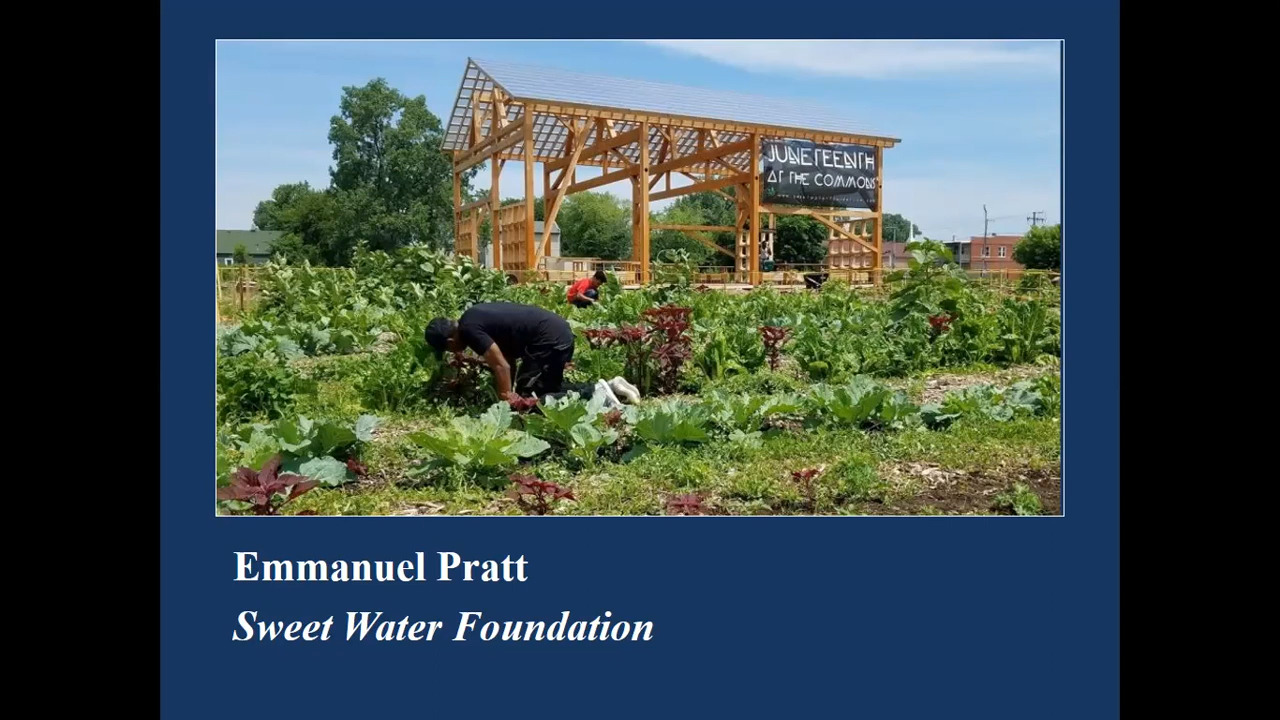 JUNETEENTH
AT THE COMMONS
Emmanuel Pratt
Sweet Water Foundation